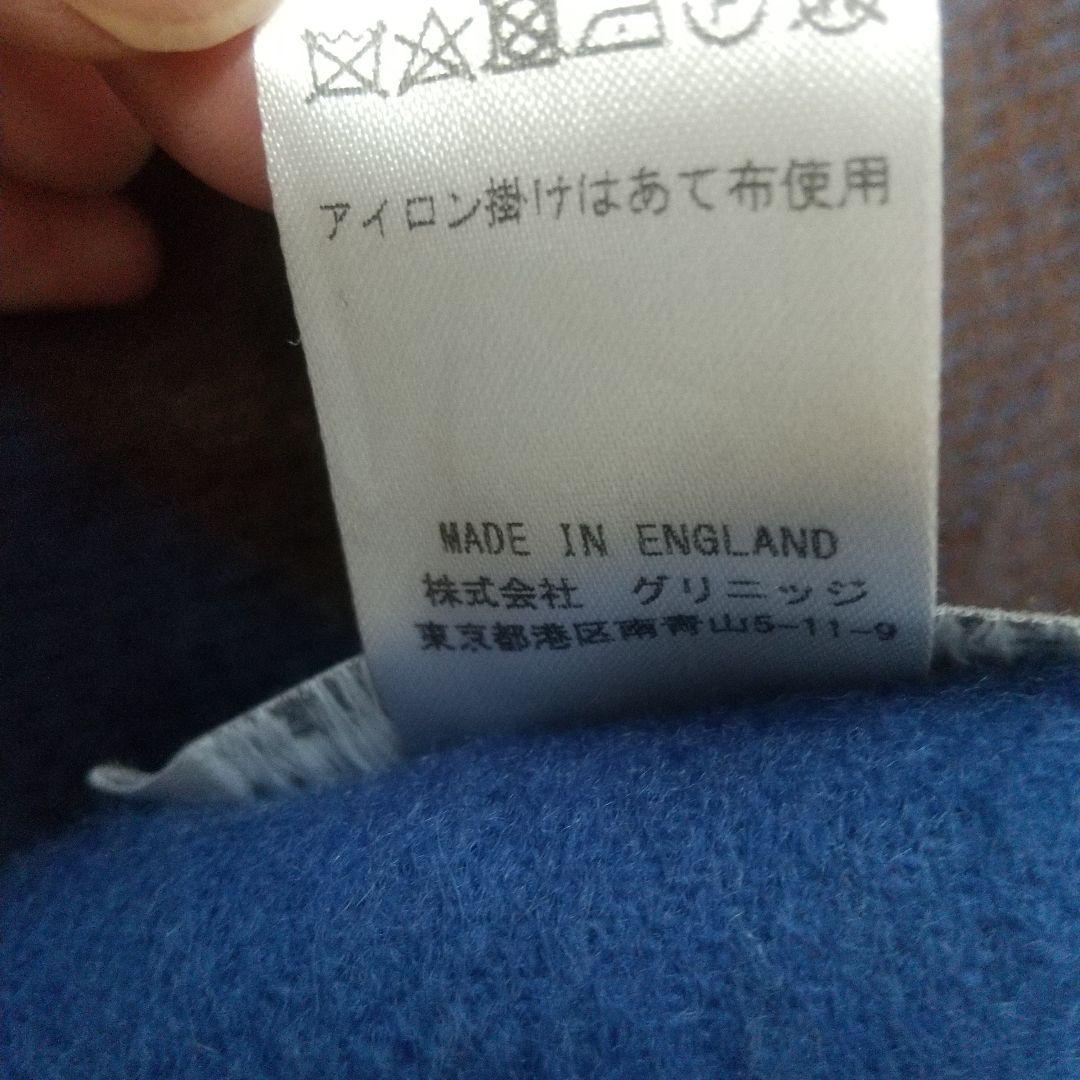 アイロン掛けはあて布使用
MADE IN ENGLAND
株式会社 グリニッジ
東京都港区南青山5-11-9